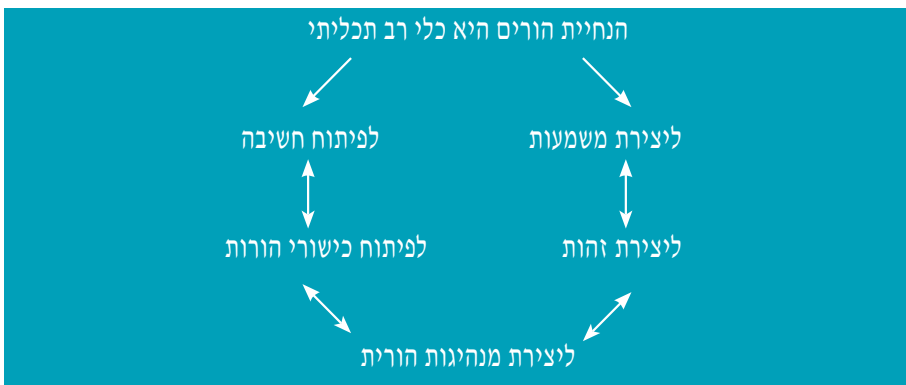 הנחיית הורים היא כלי רב תכליתי
ליצירת משמעות
לפיתוח חשיבה
ליצירת זהות
לפיתוח כישורי הורות
ליצירת מנהיגות הורית